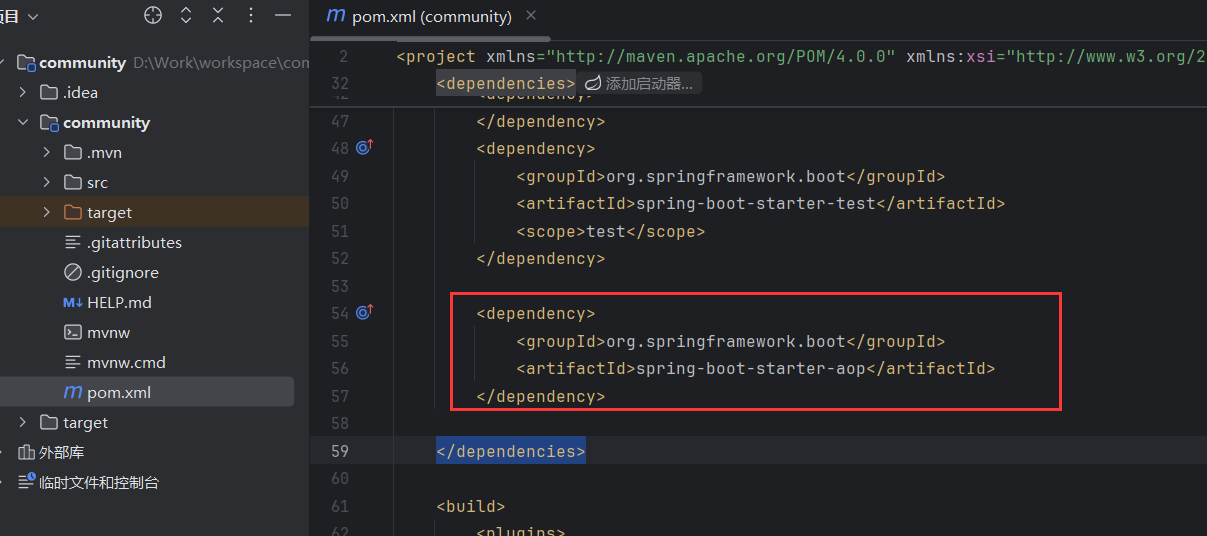 项目
community D:\Work\workspace\com
.idea
community
.mvn
src
target
.gitattributes
.gitignore
M↓ HELP.md
mvnw
mvnw.cmd
m pom.xml
target
外部库
临时文件和控制台
m pom.xml (community)
2 <project xmlns="http://maven.apache.org/POM/4.0.0" xmlns:xsi="http://www.w3.org/2
32 <dependencies> 添加启动器...
47 </dependency>
48 <dependency>
49 <groupId>org.springframework.boot</groupId>
50 <artifactId>spring-boot-starter-test</artifactId>
51 <scope>test</scope>
52 </dependency>
53
54 <dependency>
55 <groupId>org.springframework.boot</groupId>
56 <artifactId>spring-boot-starter-aop</artifactId>
57 </dependency>
58
59 </dependencies>
60
61 <build>
62 <plugins>